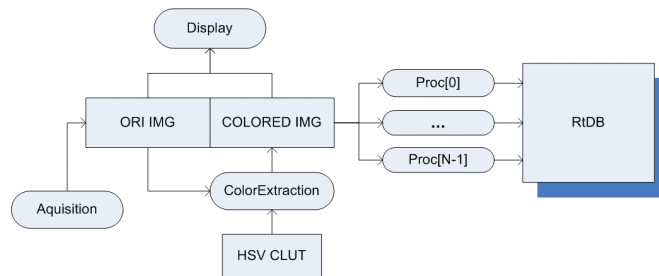 Display
Proc[0]
ORI IMG
COLORED IMG
...
RtDB
Proc[N-1]
ColorExtraction
Aquisition
HSV CLUT